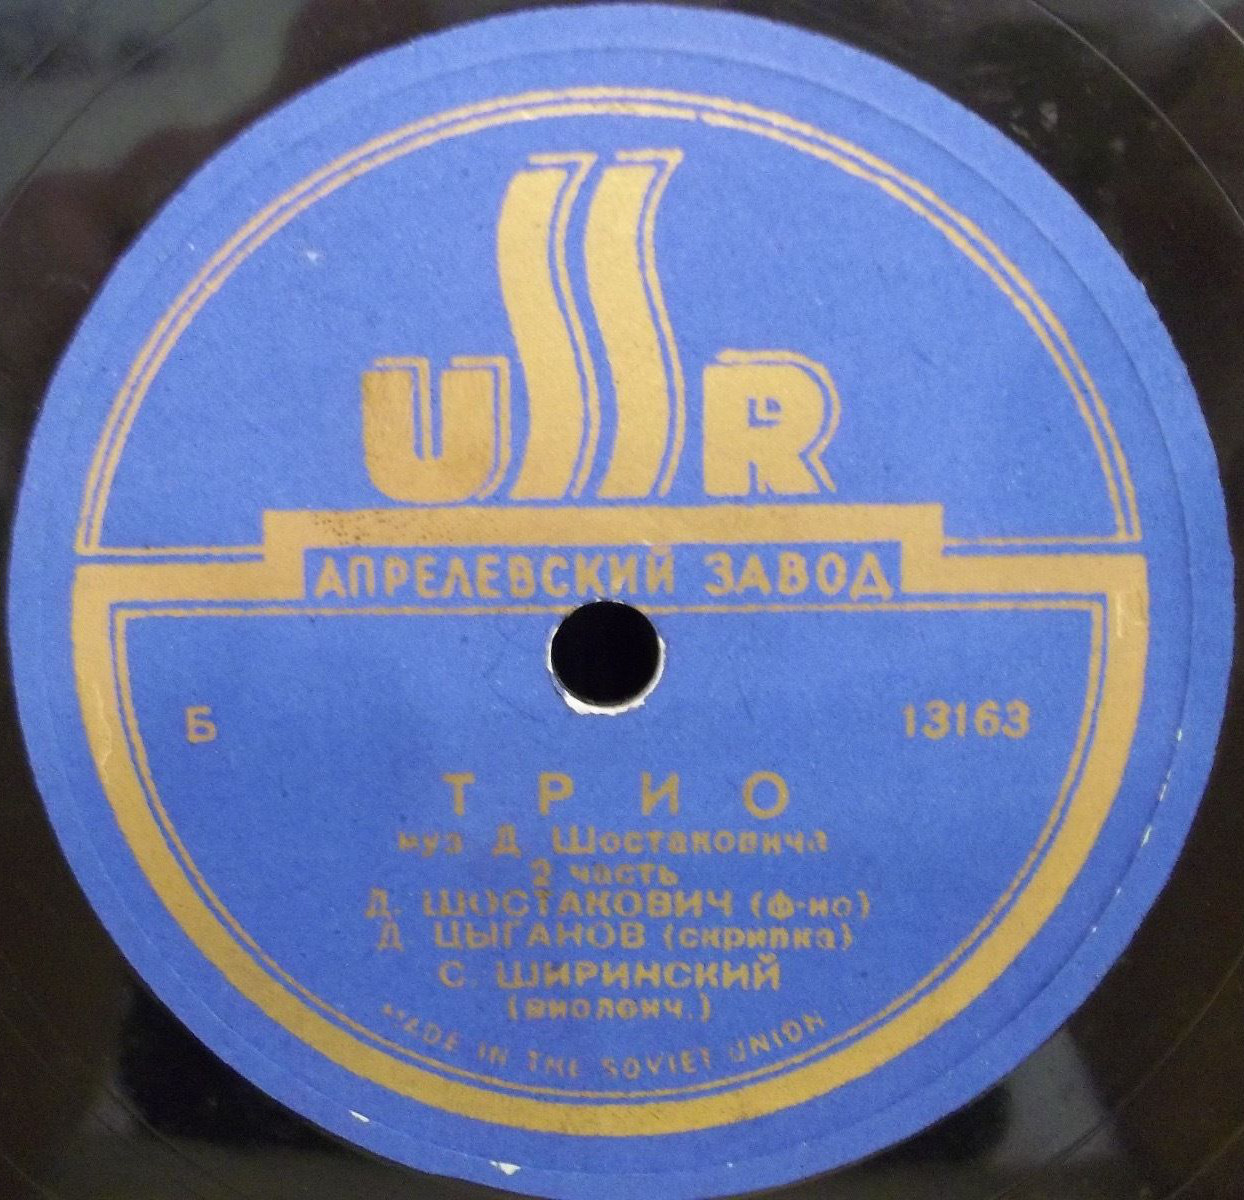 USSR
АПРЕЛЕВСКИЙ ЗАВОД
Б 13163
ТРИО
муз Д Шостаковича
2 часть
Д. ШОСТАКОВИЧ (ф-но)
Д ЦЫГАНОВ (скрипка)
С. ШИРИНСКИЙ
(виолонч.)
MADE IN THE SOVIET UNION